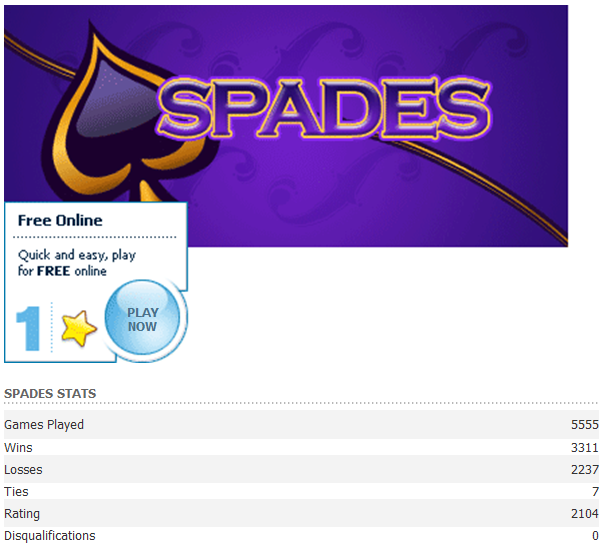 SPADES
Free Online
Quick and easy, play
for FREE online
1
PLAY
NOW
SPADES STATS
Games Played 5555
Wins 3311
Losses 2237
Ties 7
Rating 2104
Disqualifications 0